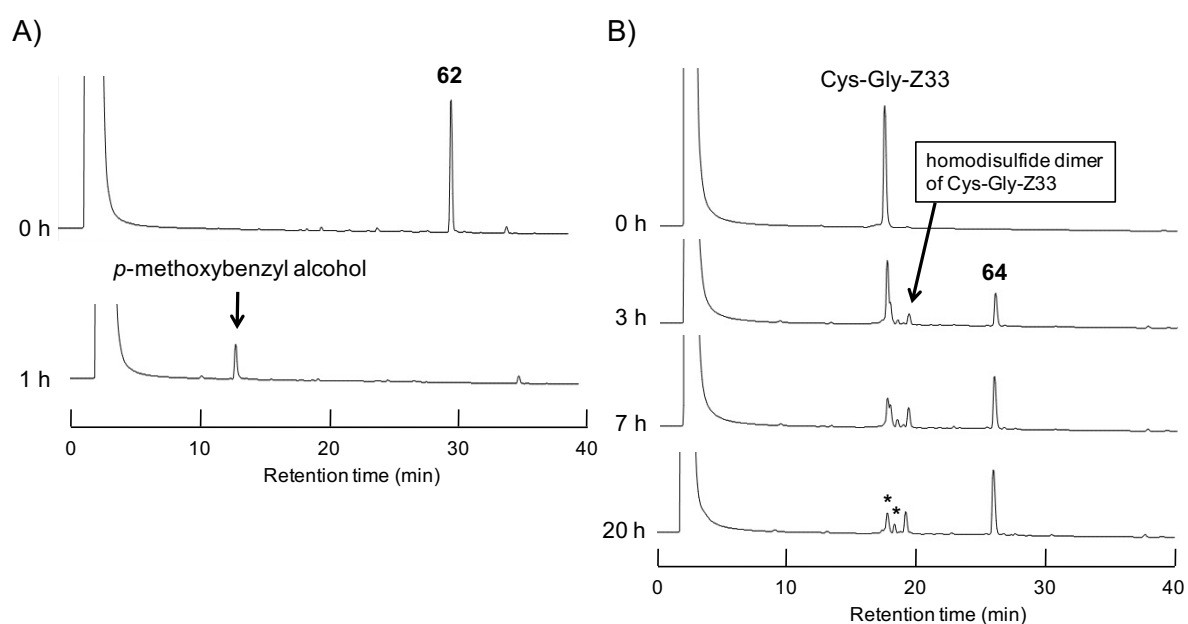 A)
62
0 h
p-methoxybenzyl alcohol
1 h
0 10 20 30 40
Retention time (min)
B)
Cys-Gly-Z33
homodisulfide dimer
of Cys-Gly-Z33
0 h
64
3 h
7 h
* *
20 h
0 10 20 30 40
Retention time (min)